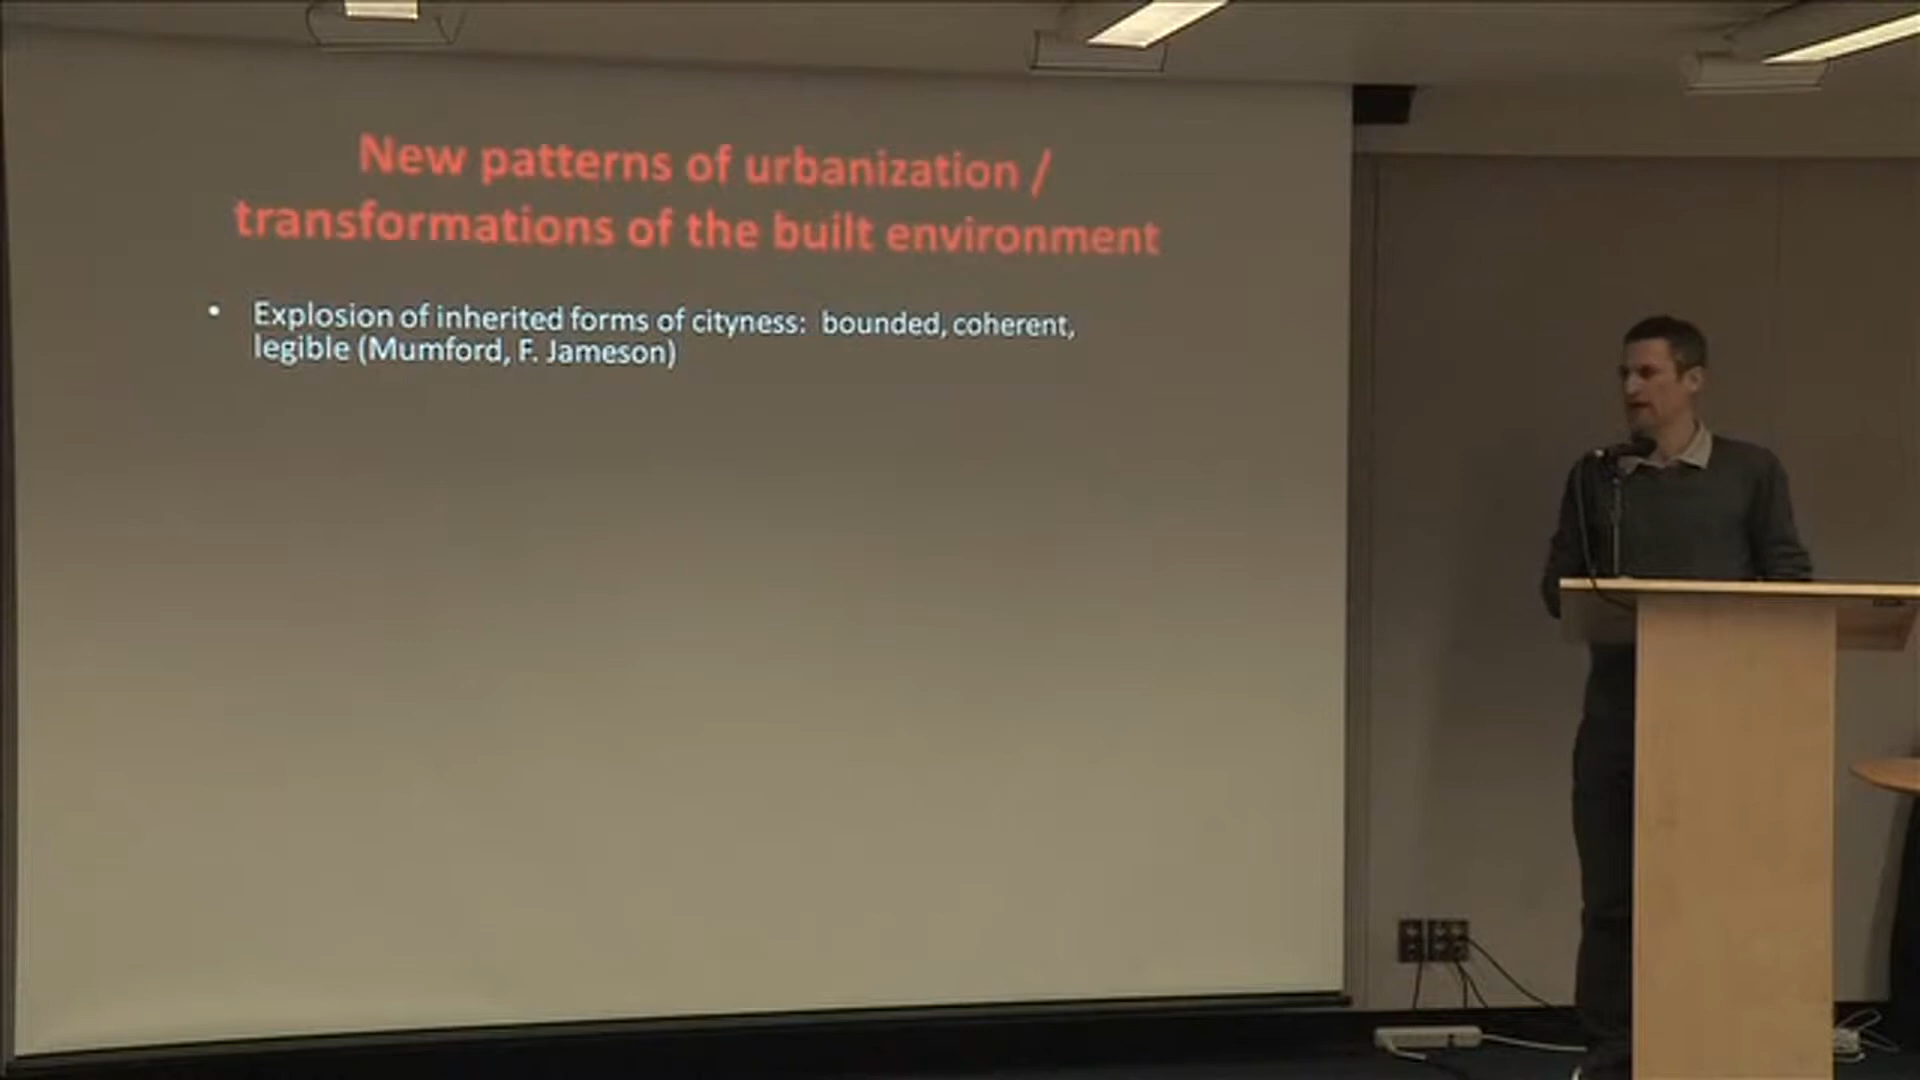 New patterns of urbanization /
transformations of the built environment
• Explosion of inherited forms of cityness: bounded, coherent,
legible (Mumford, F. Jameson)